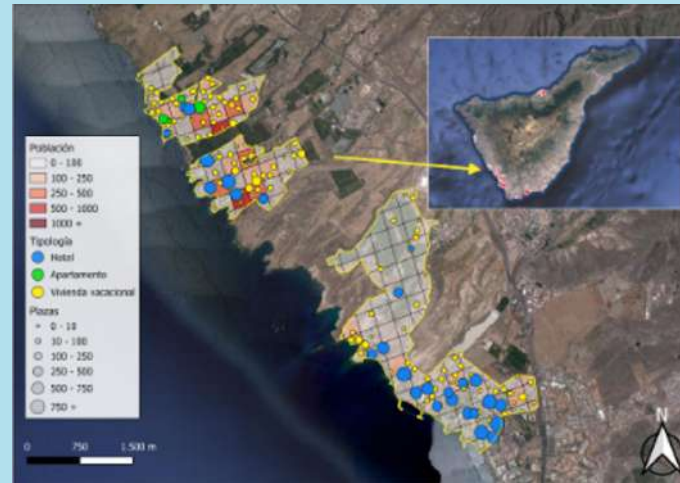 Población
0 - 100
100 - 250
250 - 500
500 - 1000
1000 =
Tipología
Hotel
Apartamento
Vivienda vacacional
Plazas
0 - 10
10 - 100
100 - 250
250 - 500
500 - 750
750 =
0 750 1.500 m
N